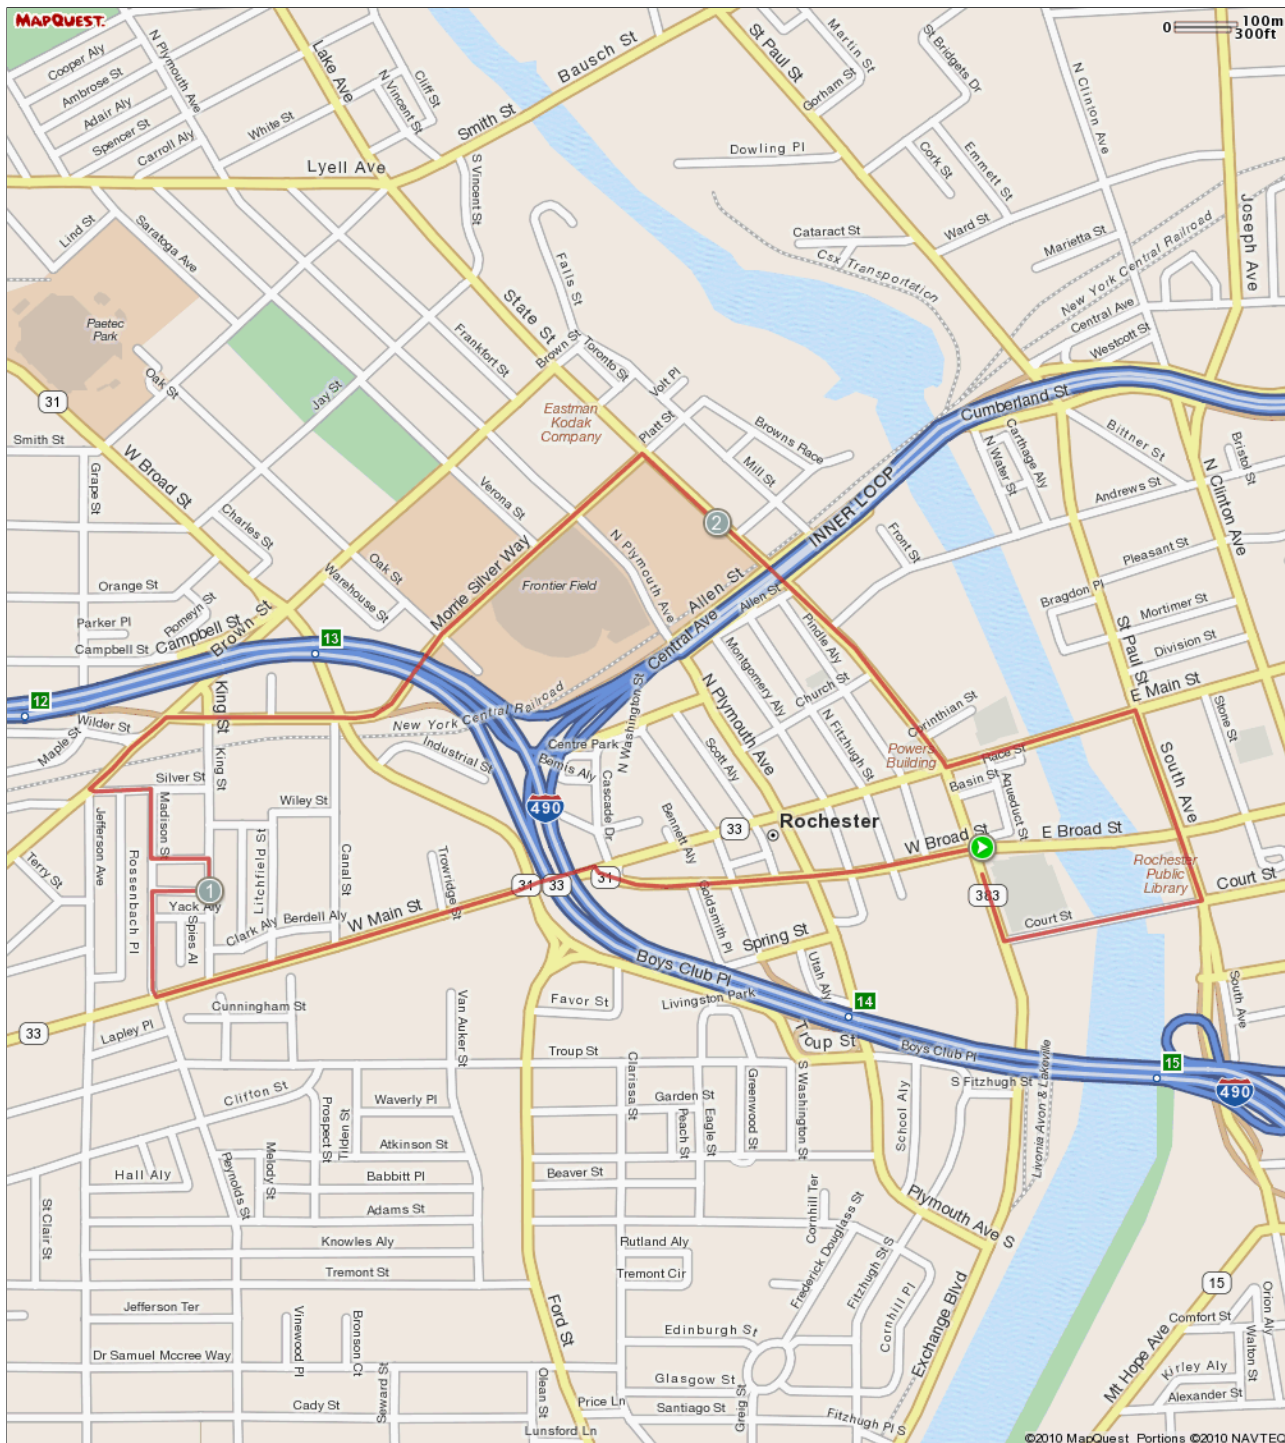 MAPQUEST.
0 100m
300ft
Cooper Aly
Ambrose St
Adair Aly
Spencer St
Carroll Aly
N Plymouth Ave
White St
Lake Ave
N Vincent St
Cliff St
Lyell Ave
Smith St
Bausch St
S Vincent St
St Paul St
Martin St
Gorham St
St Bridgets Dr
Dowling Pl
Cork St
Emmett St
N Clinton Ave
Ward St
Cataract St
Csx Transportation
Marietta St
New York Central Railroad
Central Ave
Westcott St
Joseph Ave
Lind St
Saratoga Ave
Paetec
Park
Falls St
State St
Frankfort St
Brown St
Toronto St
Volt Pl
Platt St
Browns Race
Mill St
Oak St
Jay St
31
Smith St
Grape St
W Broad St
Charles St
Eastman
Kodak
Company
Verona St
2
INNER LOOP
Cumberland St
N Water St
Carthage Aly
Bittner St
Andrews St
Bristol St
N Clinton Ave
Front St
Pleasant St
Bragdon Pl
Mortimer St
Division St
St Paul St
Orange St
Parker Pl
Romeyn St
Campbell St
Campbell St
Brown St
Warehouse St
Oak St
Morrie Silver Way
Frontier Field
N Plymouth Ave
Allen St
Central Ave
Allen St
Pindle Aly
Montgomery Aly
Church St
N Fitzhugh St
N Plymouth Ave
13
12
Wilder St
Maple St
King St
King St
New York Central Railroad
Industrial St
Centre Park
Bemis Aly
N Washington St
Cascade Dr
Scott Aly
Bennett Aly
Corinthian St
Powers
Building
Place St
Basin St
Aqueduct St
E Main St
Stone St
South Ave
Silver St
Madison St
Wiley St
Litchfield St
Canal St
Trowridge St
Jefferson Ave
Rossenbach Pl
Terry St
1
Yack Aly
Spies Al
Clark Aly
Berdell Aly
W Main St
490
33
Rochester
W Broad St
E Broad St
31
33
31
383
Rochester
Public
Library
Court St
Court St
Goldsmith Pl
Spring St
Utah Aly
Boys Club Pl
Livingston Park
14
Troup St
Boys Club Pl
South Ave
15
490
33
Lapley Pl
Cunningham St
Van Auker St
Favor St
Troup St
Clarissa St
Garden St
Peach St
Eagle St
Greenwood St
S Washington St
School Aly
S Fitzhugh St
Livonia Avon & Lakeville
Clifton St
Prospect St
Tilden St
Waverly Pl
Atkinson St
Babbitt Pl
Adams St
Hall Aly
Reynolds St
Melody St
St Clair St
Knowles Aly
Tremont St
Beaver St
Rutland Aly
Tremont Cir
Cornhill Ter
Frederick Douglass St
Fitzhugh St S
Cornhill Pl
Plymouth Ave S
Exchange Blvd
Ford St
Jefferson Ter
Vinewood Pl
Bronson Ct
Dr Samuel Mccree Way
Seward St
Cady St
Olean St
Edinburgh St
Glasgow St
Price Ln
Santiago St
Greig St
Lunsford Ln
Fitzhugh Pl S
15
Mt Hope Ave
Comfort St
Orion Aly
Walton St
Kirley Aly
Alexander St
©2010 MapQuest Portions ©2010 NAVTEQ